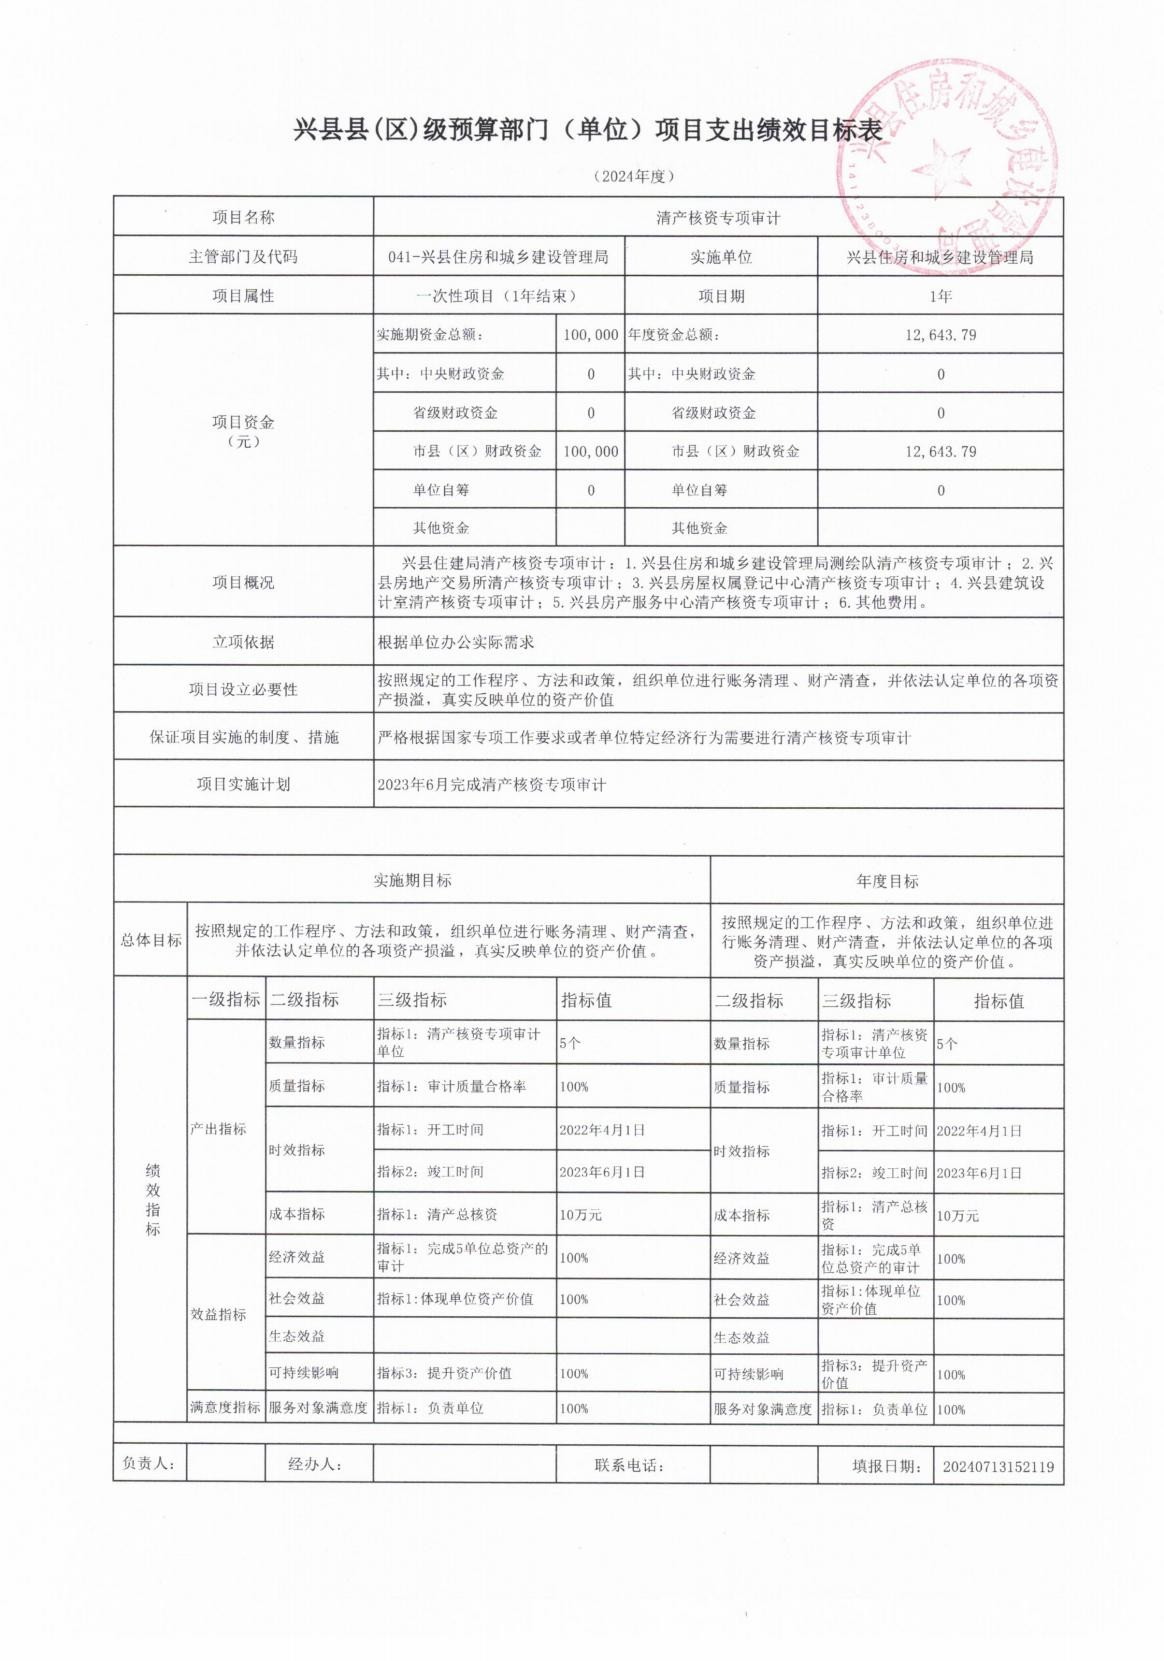 兴县县(区)级预算部门（单位）项目支出绩效目标表
（2024年度）
项目名称 清产核资专项审计
主管部门及代码 041-兴县住房和城乡建设管理局 实施单位 兴县住房和城乡建设管理局
项目属性 一次性项目（1年结束） 项目期 1年
项目资金
（元）
实施期资金总额： 100,000 年度资金总额： 12,643.79
其中：中央财政资金 0 其中：中央财政资金 0
省级财政资金 0 省级财政资金 0
市县（区）财政资金 100,000 市县（区）财政资金 12,643.79
单位自筹 0 单位自筹 0
其他资金 其他资金
项目概况
兴县住建局清产核资专项审计：1.兴县住房和城乡建设管理局测绘队清产核资专项审计；2.兴
县房地产交易所清产核资专项审计；3.兴县房屋权属登记中心清产核资专项审计；4.兴县建筑设
计室清产核资专项审计；5.兴县房产服务中心清产核资专项审计；6.其他费用。
立项依据 根据单位办公实际需求
项目设立必要性
按照规定的工作程序、方法和政策，组织单位进行账务清理、财产清查，并依法认定单位的各项资
产损溢，真实反映单位的资产价值
保证项目实施的制度、措施 严格根据国家专项工作要求或者单位特定经济行为需要进行清产核资专项审计
项目实施计划 2023年6月完成清产核资专项审计
实施期目标 年度目标
总体目标
按照规定的工作程序、方法和政策，组织单位进行账务清理、财产清查，
并依法认定单位的各项资产损溢，真实反映单位的资产价值。
按照规定的工作程序、方法和政策，组织单位进
行账务清理、财产清查，并依法认定单位的各项
资产损溢，真实反映单位的资产价值。
绩
效
指
标
一级指标 二级指标 三级指标 指标值 二级指标 三级指标 指标值
产出指标
数量指标
指标1：清产核资专项审计
单位
5个
数量指标
指标1：清产核资
专项审计单位
5个
质量指标 指标1：审计质量合格率 100%
质量指标
指标1：审计质量
合格率
100%
时效指标
指标1：开工时间 2022年4月1日
时效指标
指标1：开工时间 2022年4月1日
指标2：竣工时间 2023年6月1日 指标2：竣工时间 2023年6月1日
成本指标 指标1：清产总核资 10万元
成本指标
指标1：清产总核
资
10万元
效益指标
经济效益
指标1：完成5单位总资产的
审计
100%
经济效益
指标1：完成5单
位总资产的审计
100%
社会效益 指标1:体现单位资产价值 100%
社会效益
指标1:体现单位
资产价值
100%
生态效益 生态效益
可持续影响 指标3：提升资产价值 100%
可持续影响
指标3：提升资产
价值
100%
满意度指标 服务对象满意度 指标1：负责单位 100% 服务对象满意度 指标1：负责单位 100%
负责人： 经办人： 联系电话： 填报日期： 20240713152119
兴县住房和城乡建设管理局